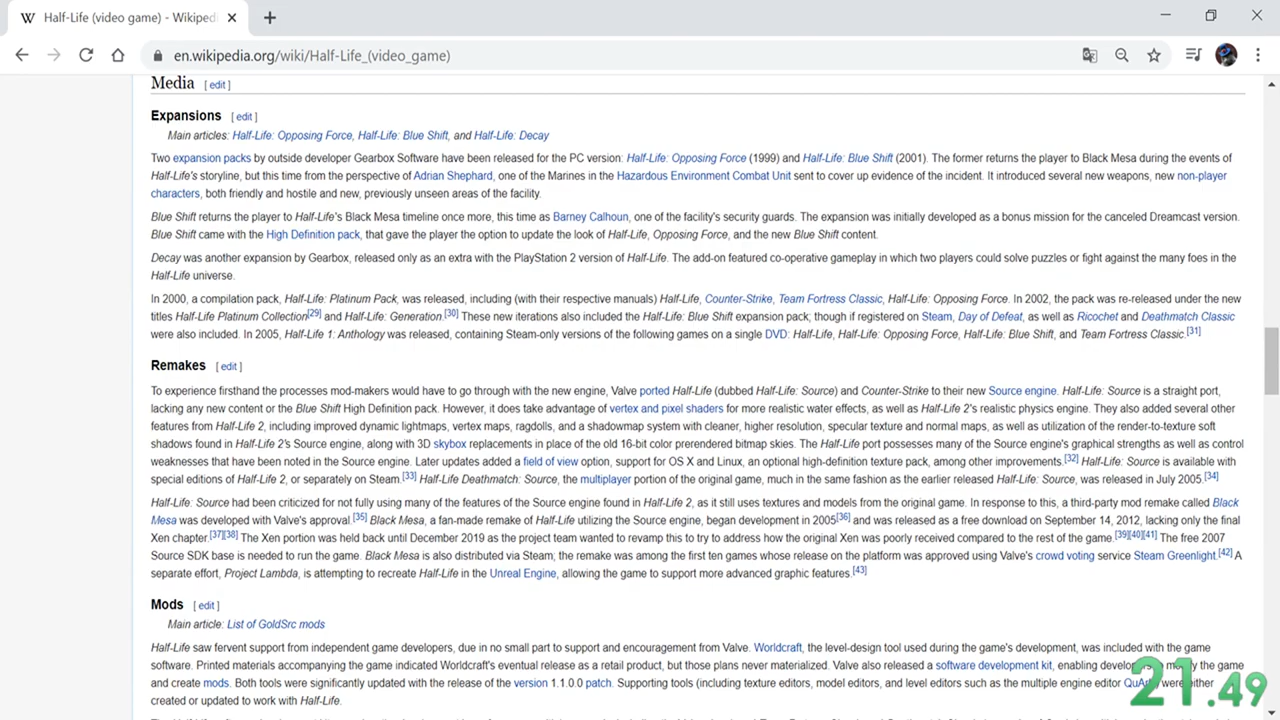 Half-Life (video game) - Wikiped
en.wikipedia.org/wiki/Half-Life_(video_game)
Media [ edit ]
Expansions [ edit ]
Main articles: Half-Life: Opposing Force, Half-Life: Blue Shift, and Half-Life: Decay
Two expansion packs by outside developer Gearbox Software have been released for the PC version: Half-Life: Opposing Force (1999) and Half-Life: Blue Shift (2001). The former returns the player to Black Mesa during the events of
Half-Life's storyline, but this time from the perspective of Adrian Shephard, one of the Marines in the Hazardous Environment Combat Unit sent to cover up evidence of the incident. It introduced several new weapons, new non-player
characters, both friendly and hostile and new, previously unseen areas of the facility.
Blue Shift returns the player to Half-Life's Black Mesa timeline once more, this time as Barney Calhoun, one of the facility's security guards. The expansion was initially developed as a bonus mission for the canceled Dreamcast version.
Blue Shift came with the High Definition pack, that gave the player the option to update the look of Half-Life, Opposing Force, and the new Blue Shift content.
Decay was another expansion by Gearbox, released only as an extra with the PlayStation 2 version of Half-Life. The add-on featured co-operative gameplay in which two players could solve puzzles or fight against the many foes in the
Half-Life universe.
In 2000, a compilation pack, Half-Life: Platinum Pack, was released, including (with their respective manuals) Half-Life, Counter-Strike, Team Fortress Classic, Half-Life: Opposing Force. In 2002, the pack was re-released under the new
titles Half-Life Platinum Collection[29] and Half-Life: Generation.[30] These new iterations also included the Half-Life: Blue Shift expansion pack; though if registered on Steam, Day of Defeat, as well as Ricochet and Deathmatch Classic
were also included. In 2005, Half-Life 1: Anthology was released, containing Steam-only versions of the following games on a single DVD: Half-Life, Half-Life: Opposing Force, Half-Life: Blue Shift, and Team Fortress Classic.[31]
Remakes [ edit ]
To experience firsthand the processes mod-makers would have to go through with the new engine, Valve ported Half-Life (dubbed Half-Life: Source) and Counter-Strike to their new Source engine. Half-Life: Source is a straight port,
lacking any new content or the Blue Shift High Definition pack. However, it does take advantage of vertex and pixel shaders for more realistic water effects, as well as Half-Life 2's realistic physics engine. They also added several other
features from Half-Life 2, including improved dynamic lightmaps, vertex maps, ragdolls, and a shadowmap system with cleaner, higher resolution, specular texture and normal maps, as well as utilization of the render-to-texture soft
shadows found in Half-Life 2's Source engine, along with 3D skybox replacements in place of the old 16-bit color prerendered bitmap skies. The Half-Life port possesses many of the Source engine's graphical strengths as well as control
weaknesses that have been noted in the Source engine. Later updates added a field of view option, support for OS X and Linux, an optional high-definition texture pack, among other improvements.[32] Half-Life: Source is available with
special editions of Half-Life 2, or separately on Steam.[33] Half-Life Deathmatch: Source, the multiplayer portion of the original game, much in the same fashion as the earlier released Half-Life: Source, was released in July 2005.[34]
Half-Life: Source had been criticized for not fully using many of the features of the Source engine found in Half-Life 2, as it still uses textures and models from the original game. In response to this, a third-party mod remake called Black
Mesa was developed with Valve's approval.[35] Black Mesa, a fan-made remake of Half-Life utilizing the Source engine, began development in 2005[36] and was released as a free download on September 14, 2012, lacking only the final
Xen chapter.[37][38] The Xen portion was held back until December 2019 as the project team wanted to revamp this to try to address how the original Xen was poorly received compared to the rest of the game.[39][40][41] The free 2007
Source SDK base is needed to run the game. Black Mesa is also distributed via Steam; the remake was among the first ten games whose release on the platform was approved using Valve's crowd voting service Steam Greenlight.[42] A
separate effort, Project Lambda, is attempting to recreate Half-Life in the Unreal Engine, allowing the game to support more advanced graphic features.[43]
Mods [ edit ]
Main article: List of GoldSrc mods
Half-Life saw fervent support from independent game developers, due in no small part to support and encouragement from Valve. Worldcraft, the level-design tool used during the game's development, was included with the game
software. Printed materials accompanying the game indicated Worldcraft's eventual release as a retail product, but those plans never materialized. Valve also released a software development kit, enabling the game
and create mods. Both tools were significantly updated with the release of the version 1.1.0.0 patch. Supporting tools (including texture editors, model editors, and level editors such as the multiple engine editor were either
created or updated to work with Half-Life.
21.49